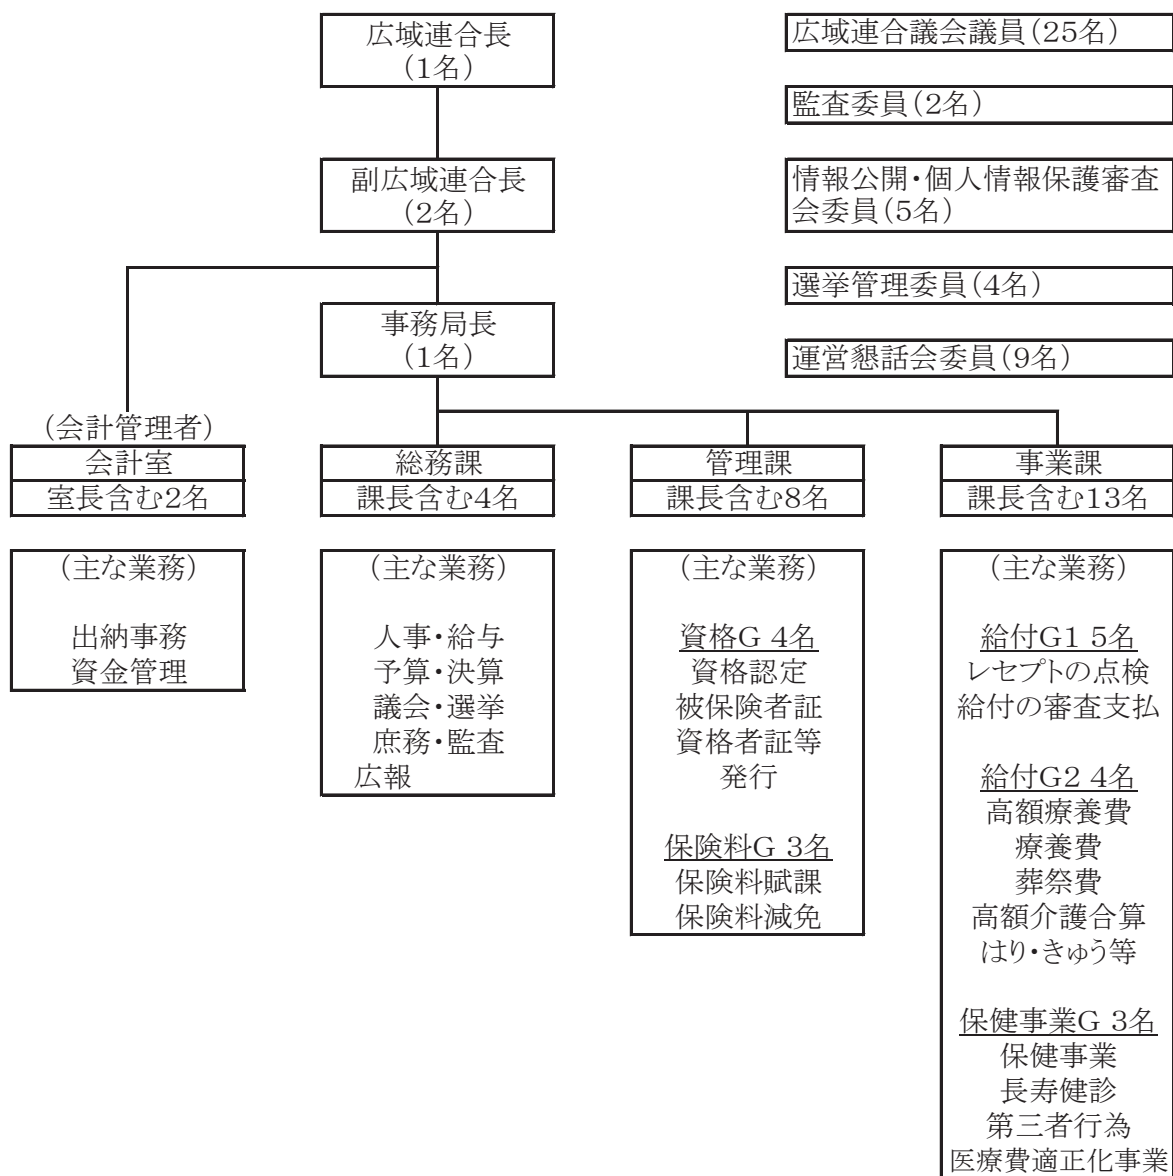 広域連合長
(1名)
副広域連合長
(2名)
事務局長
(1名)
広域連合議会議員(25名)
監査委員(2名)
情報公開・個人情報保護審査
会委員(5名)
選挙管理委員(4名)
運営懇話会委員(9名)
(会計管理者)
会計室
室長含む2名
(主な業務)
出納事務
資金管理
総務課
課長含む4名
(主な業務)
人事・給与
予算・決算
議会・選挙
庶務・監査
広報
管理課
課長含む8名
(主な業務)
資格G 4名
資格認定
被保険者証
資格者証等
発行
保険料G 3名
保険料賦課
保険料減免
事業課
課長含む13名
(主な業務)
給付G1 5名
レセプトの点検
給付の審査支払
給付G2 4名
高額療養費
療養費
葬祭費
高額介護合算
はり・きゅう等
保健事業G 3名
保健事業
長寿健診
第三者行為
医療費適正化事業